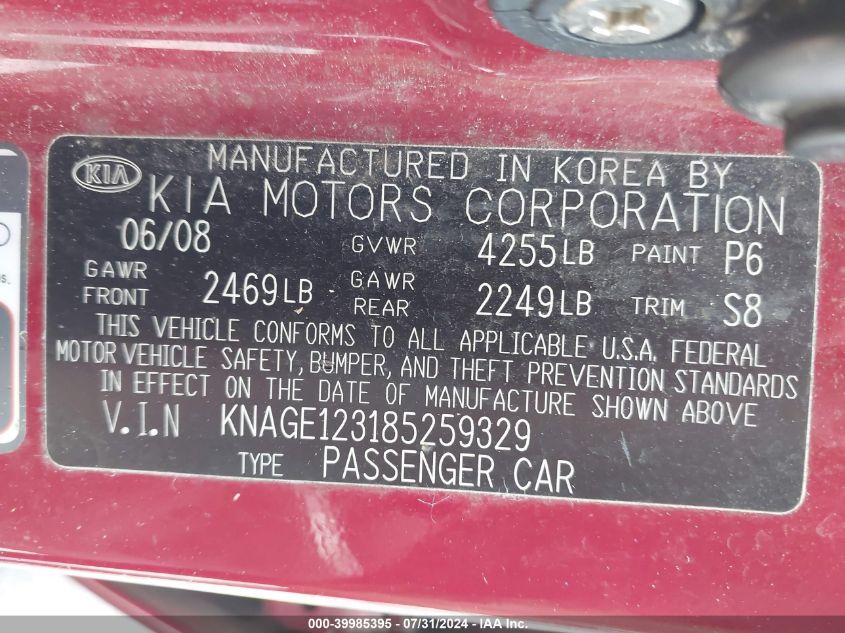 MANUFACTURED IN KOREA BY
KIA
KIA MOTORS CORPORATION
06/08 GVWR 4255LB PAINT P6
GAWR FRONT 2469LB GAWR REAR 2249LB TRIM S8
THIS VEHICLE CONFORMS TO ALL APPLICABLE U.S.A. FEDERAL
MOTOR VEHICLE SAFETY, BUMPER, AND THEFT PREVENTION STANDARDS
IN EFFECT ON THE DATE OF MANUFACTURE SHOWN ABOVE
V.I.N KNAGE123185259329
TYPE PASSENGER CAR
000-39985395 - 07/31/2024 - IAA Inc.